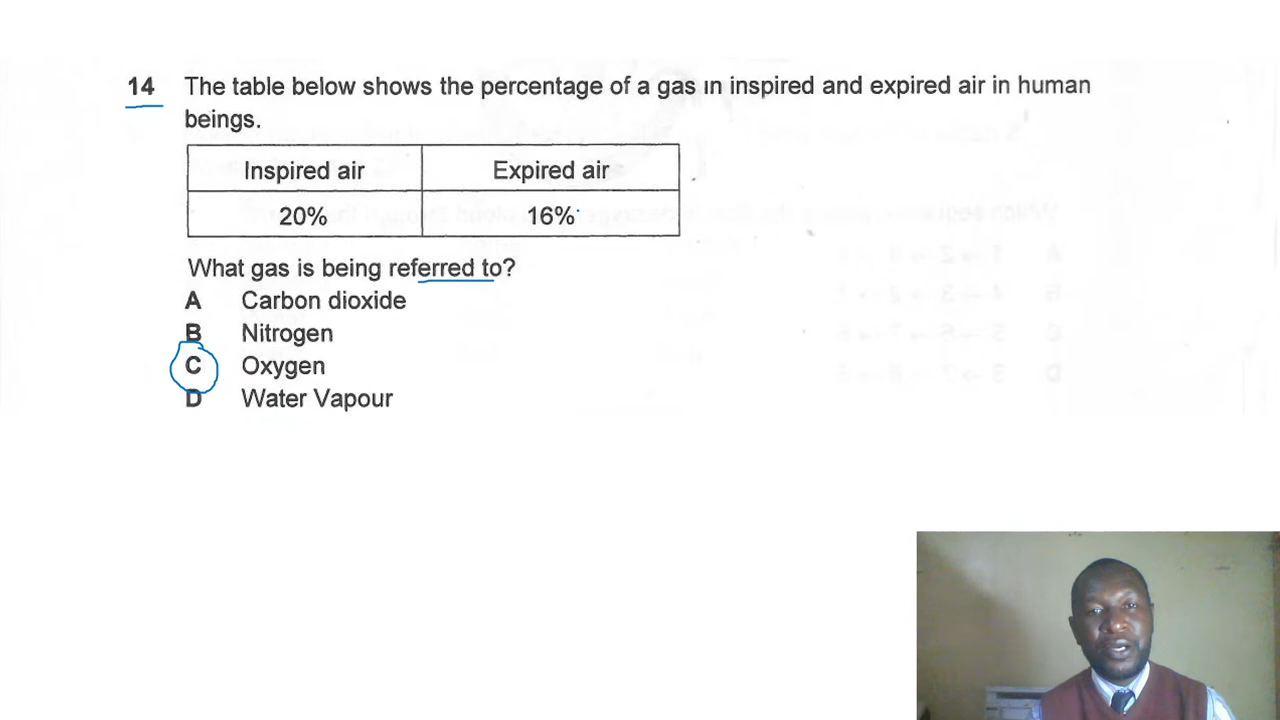 14 The table below shows the percentage of a gas in inspired and expired air in human
beings.
Inspired air Expired air
20% 16%
What gas is being referred to?
A Carbon dioxide
B Nitrogen
C Oxygen
D Water Vapour